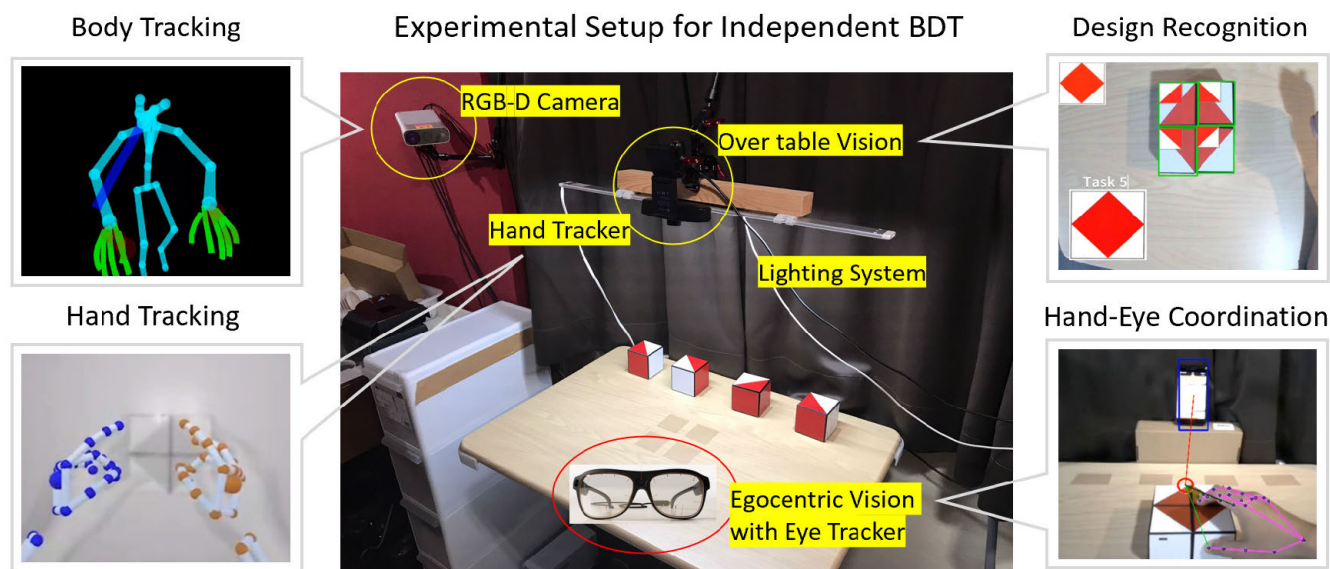 Body Tracking
Experimental Setup for Independent BDT
Design Recognition
RGB-D Camera
Over table Vision
Hand Tracker
Lighting System
Task 5
Hand Tracking
Hand-Eye Coordination
Egocentric Vision
with Eye Tracker